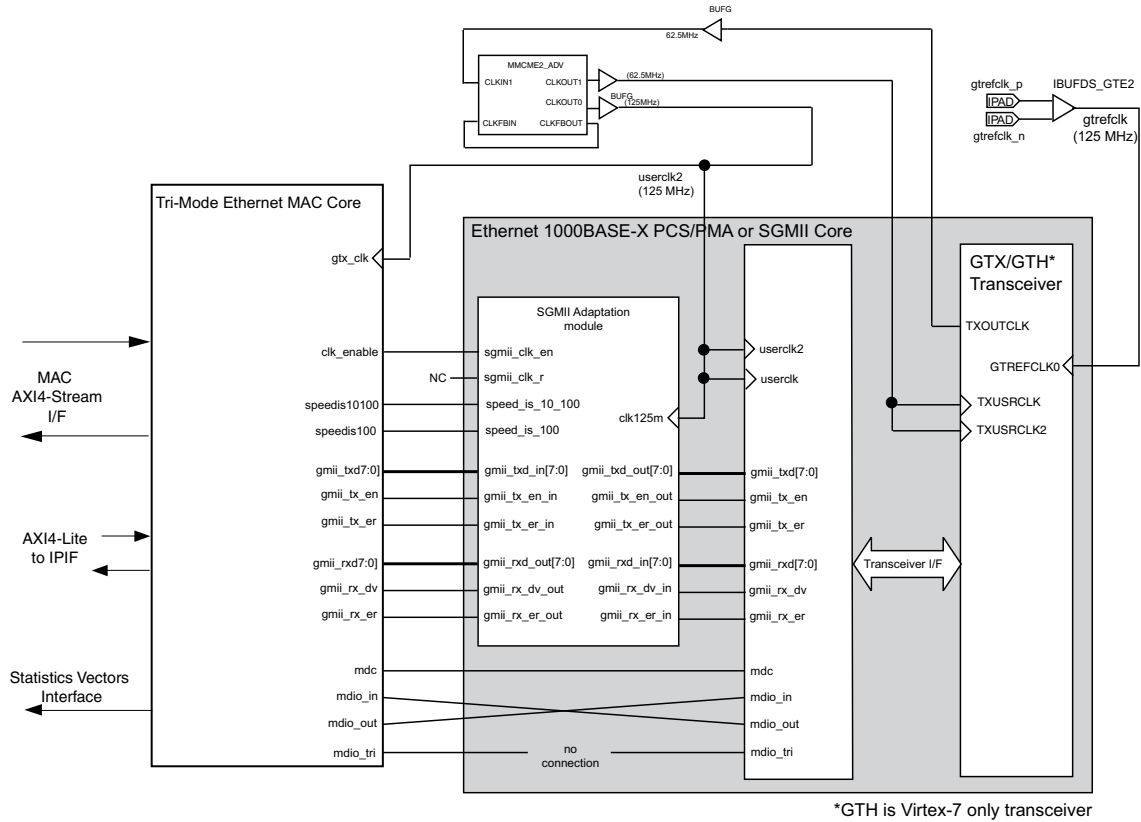 BUFG
62.5MHz
MMCME2_ADV
CLKIN1
CLKOUT1
(62.5MHz)
CLKOUT0
BUFG
(125MHz)
CLKFBIN
CLKFBOUT
gtrefclk_p
IBUFDS_GTE2
IPAD
IPAD
gtrefclk_n
gtrefclk
(125 MHz)
userclk2
(125 MHz)
Tri-Mode Ethernet MAC Core
Ethernet 1000BASE-X PCS/PMA or SGMII Core
gtx_clk
GTX/GTH*
Transceiver
SGMII Adaptation
module
TXOUTCLK
clk_enable
sgmii_clk_en
userclk2
GTREFCLK0
MAC
AXI4-Stream
I/F
NC
sgmii_clk_r
userclk
speedis10100
speed_is_10_100
clk125m
TXUSRCLK
speedis100
speed_is_100
TXUSRCLK2
gmii_txd7:0]
gmii_txd_in[7:0]
gmii_txd_out[7:0]
gmii_txd[7:0]
gmii_tx_en
gmii_tx_en_in
gmii_tx_en_out
gmii_tx_en
gmii_tx_er
gmii_tx_er_in
gmii_tx_er_out
gmii_tx_er
AXI4-Lite
to IPIF
gmii_rxd7:0]
gmii_rxd_out[7:0]
gmii_rxd_in[7:0]
gmii_rxd[7:0]
Transceiver I/F
gmii_rx_dv
gmii_rx_dv_out
gmii_rx_dv_in
gmii_rx_dv
gmii_rx_er
gmii_rx_er_out
gmii_rx_er_in
gmii_rx_er
Statistics Vectors
Interface
mdc
mdc
mdio_in
mdio_in
mdio_out
mdio_out
mdio_tri
no
connection
mdio_tri
*GTH is Virtex-7 only transceiver